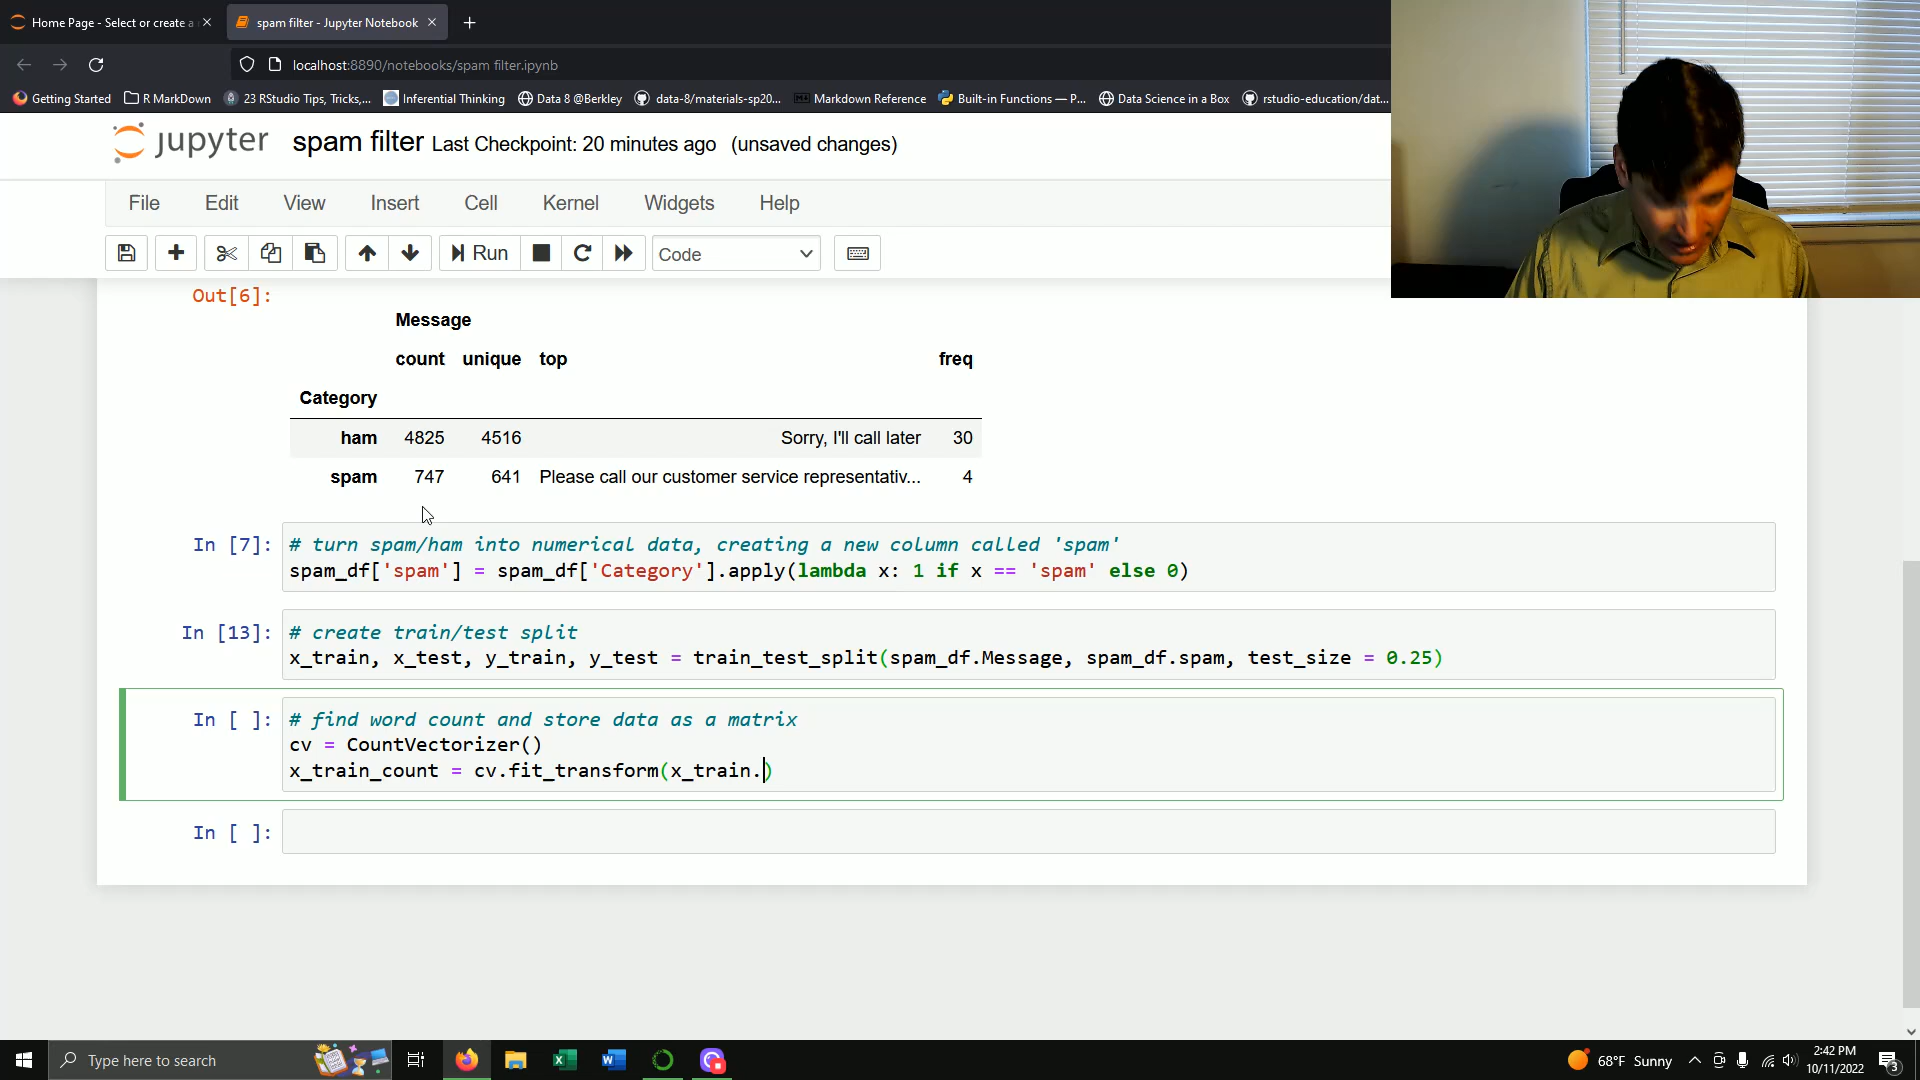 Home Page - Select or create a
spam filter - Jupyter Notebook
localhost:8890/notebooks/spam filter.ipynb
Getting Started
R MarkDown
23 RStudio Tips, Tricks,...
Inferential Thinking
Data 8 @Berkley
data-8/materials-sp20...
Markdown Reference
Built-in Functions — P...
Data Science in a Box
rstudio-education/dat...
jupyter spam filter Last Checkpoint: 20 minutes ago (unsaved changes)
File Edit View Insert Cell Kernel Widgets Help
Run Code
Out[6]:
Message
count unique top freq
Category
ham 4825 4516 Sorry, I'll call later 30
spam 747 641 Please call our customer service representativ... 4
In [7]: # turn spam/ham into numerical data, creating a new column called 'spam'
spam_df['spam'] = spam_df['Category'].apply(lambda x: 1 if x == 'spam' else 0)
In [13]: # create train/test split
x_train, x_test, y_train, y_test = train_test_split(spam_df.Message, spam_df.spam, test_size = 0.25)
In [ ]: # find word count and store data as a matrix
cv = CountVectorizer()
x_train_count = cv.fit_transform(x_train.)
In [ ]:
Type here to search
68°F Sunny
2:42 PM
10/11/2022
3